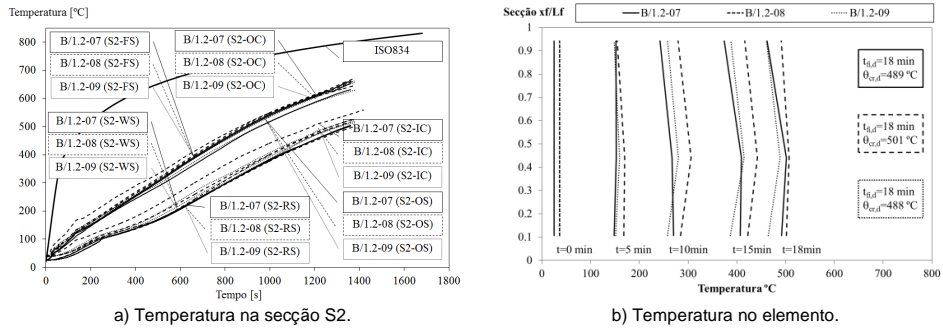 Temperatura [ºC]
800
700
600
500
400
300
200
100
0
0 200 400 600 800 1000 1200 1400 1600 1800
Tempo [s]
B/1.2-07 (S2-FS)
B/1.2-08 (S2-FS)
B/1.2-09 (S2-FS)
B/1.2-07 (S2-OC)
B/1.2-08 (S2-OC)
B/1.2-09 (S2-OC)
ISO834
B/1.2-07 (S2-WS)
B/1.2-08 (S2-WS)
B/1.2-09 (S2-WS)
B/1.2-07 (S2-IC)
B/1.2-08 (S2-IC)
B/1.2-09 (S2-IC)
B/1.2-07 (S2-RS)
B/1.2-08 (S2-RS)
B/1.2-09 (S2-RS)
B/1.2-07 (S2-OS)
B/1.2-08 (S2-OS)
B/1.2-09 (S2-OS)
a) Temperatura na secção S2.
Secção xf/Lf
B/1.2-07 B/1.2-08 B/1.2-09
1
0.9
0.8
0.7
0.6
0.5
0.4
0.3
0.2
0.1
0
tfi,d=18 min
θcr,d=489 ºC
tfi,d=18 min
θcr,d=501 ºC
tfi,d=18 min
θcr,d=488 ºC
t=0 min t=5 min t=10min t=15min t=18min
0 100 200 300 400 500 600 700 800
Temperatura ºC
b) Temperatura no elemento.